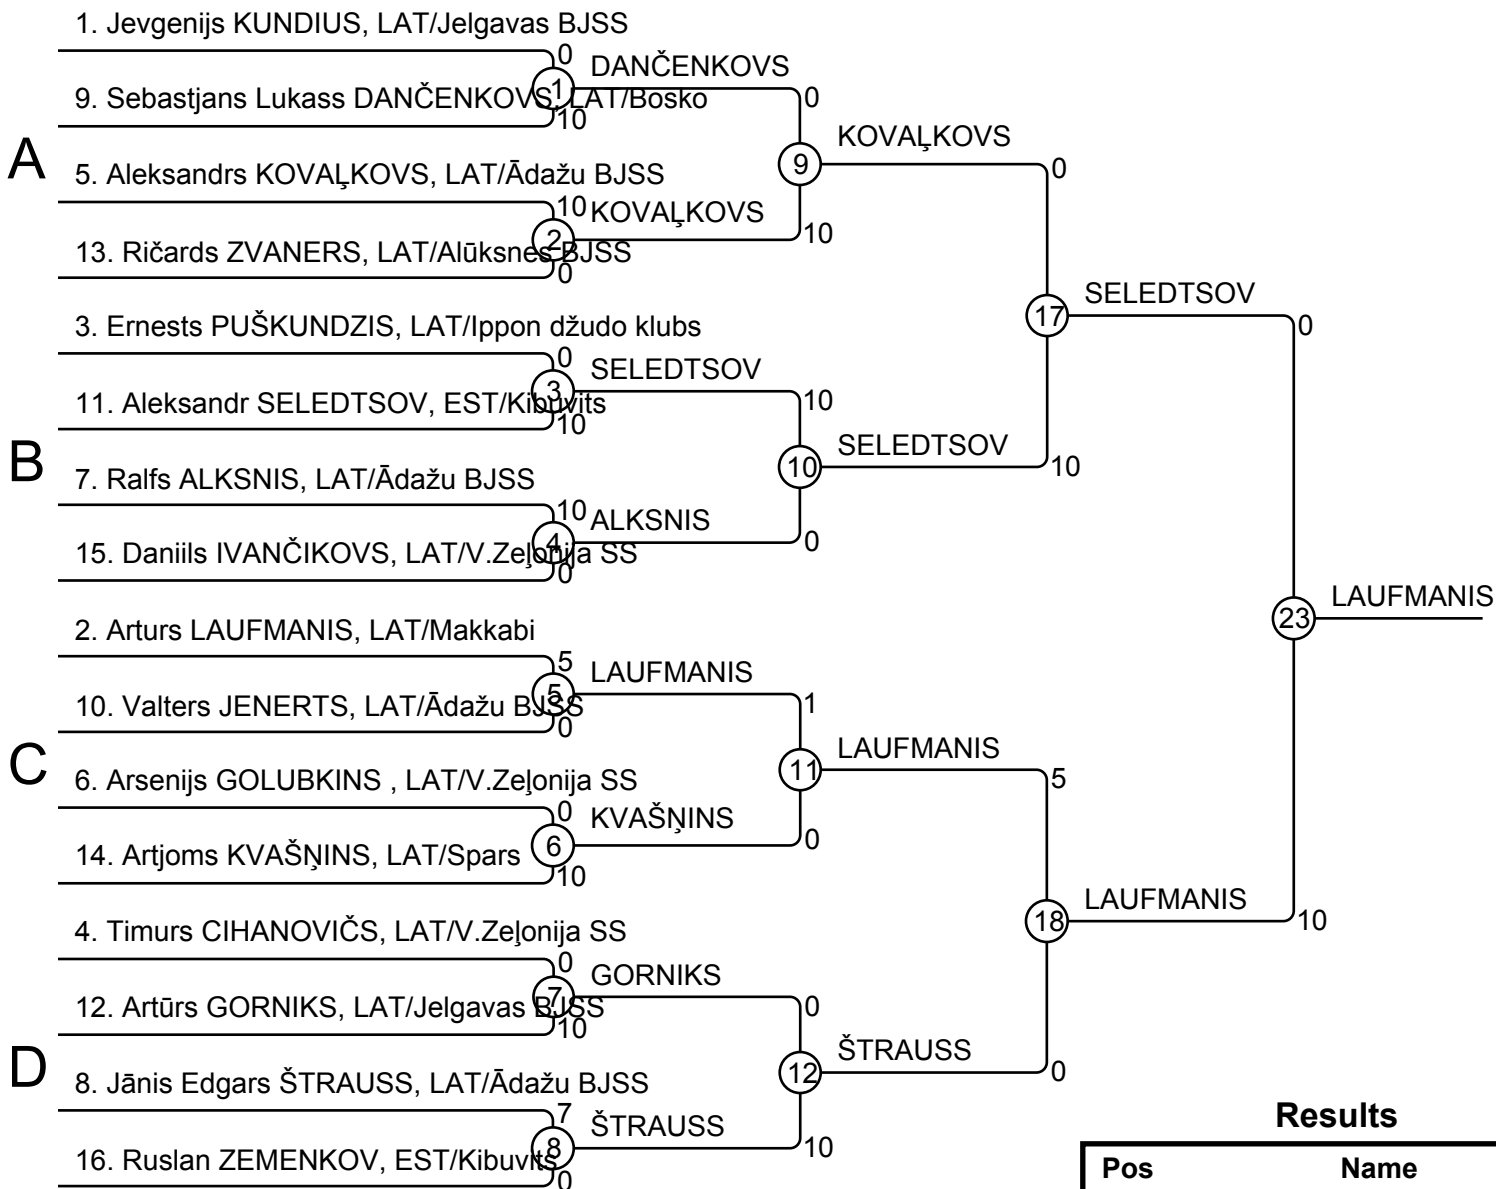 1. Jevgenijs KUNDIUS, LAT/Jelgavas BJSS
0
DANČENKOVS
1
9. Sebastjans Lukass DANČENKOVS, LAT/Bosko
10
0
KOVAĻKOVS
A
9
5. Aleksandrs KOVAĻKOVS, LAT/Ādažu BJSS
0
10
KOVAĻKOVS
2
10
13. Ričards ZVANERS, LAT/Alūksnes BJSS
0
SELEDTSOV
17
3. Ernests PUŠKUNDZIS, LAT/Ippon džudo klubs
0
0
SELEDTSOV
3
11. Aleksandr SELEDTSOV, EST/Kibuvits
10
10
SELEDTSOV
B
10
10
7. Ralfs ALKSNIS, LAT/Ādažu BJSS
10
ALKSNIS
4
0
15. Daniils IVANČIKOVS, LAT/V.Zeļonija SS
0
LAUFMANIS
23
2. Arturs LAUFMANIS, LAT/Makkabi
5
LAUFMANIS
5
10. Valters JENERTS, LAT/Ādažu BJSS
1
0
LAUFMANIS
C
11
6. Arsenijs GOLUBKINS , LAT/V.Zeļonija SS
5
0
KVAŠŅINS
6
0
14. Artjoms KVAŠŅINS, LAT/Spars
10
LAUFMANIS
18
10
4. Timurs CIHANOVIČS, LAT/V.Zeļonija SS
0
GORNIKS
7
12. Artūrs GORNIKS, LAT/Jelgavas BJSS
0
10
ŠTRAUSS
D
12
0
8. Jānis Edgars ŠTRAUSS, LAT/Ādažu BJSS
7
ŠTRAUSS
8
10
16. Ruslan ZEMENKOV, EST/Kibuvits
0
Results
Pos Name